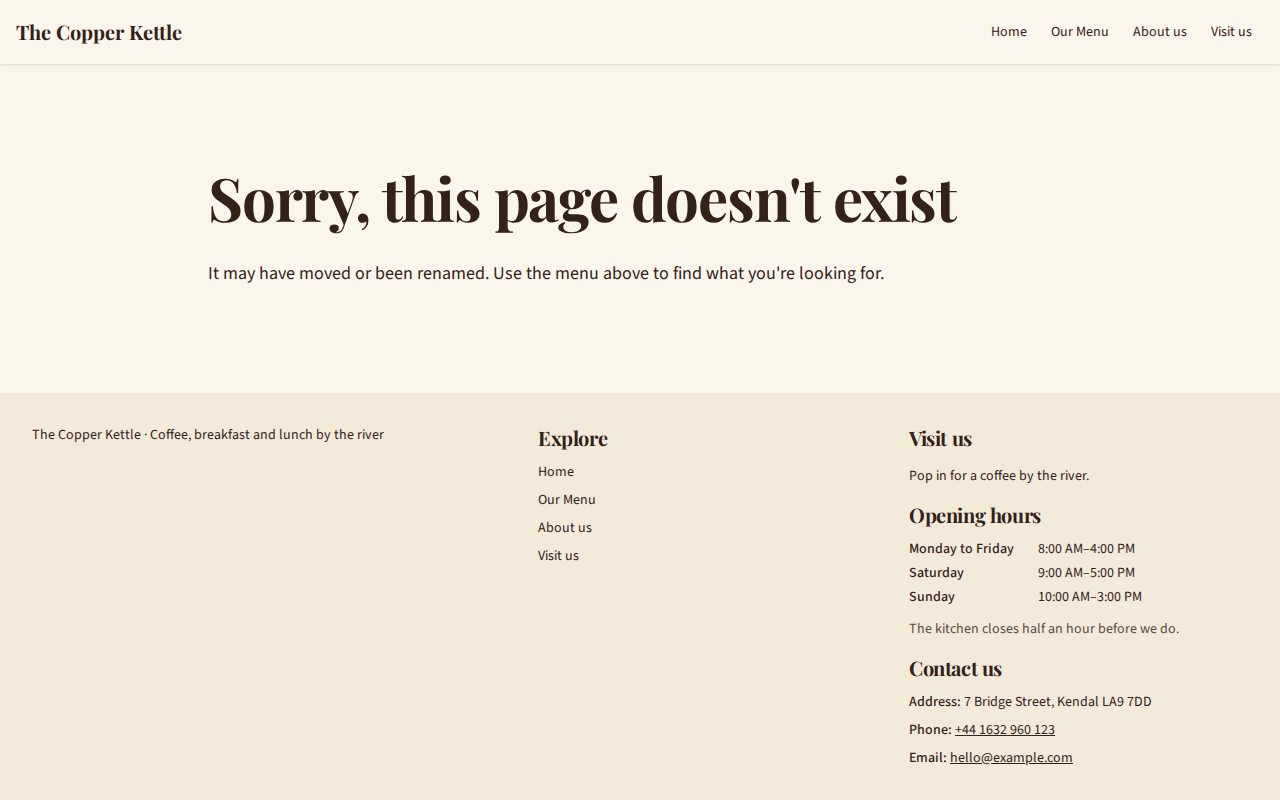 The Copper Kettle
Home
Our Menu
About us
Visit us
Sorry, this page doesn't exist
It may have moved or been renamed. Use the menu above to find what you're looking for.
The Copper Kettle · Coffee, breakfast and lunch by the river
Explore
Home
Our Menu
About us
Visit us
Visit us
Pop in for a coffee by the river.
Opening hours
Monday to Friday 8:00 AM–4:00 PM
Saturday 9:00 AM–5:00 PM
Sunday 10:00 AM–3:00 PM
The kitchen closes half an hour before we do.
Contact us
Address: 7 Bridge Street, Kendal LA9 7DD
Phone: +44 1632 960 123
Email: hello@example.com